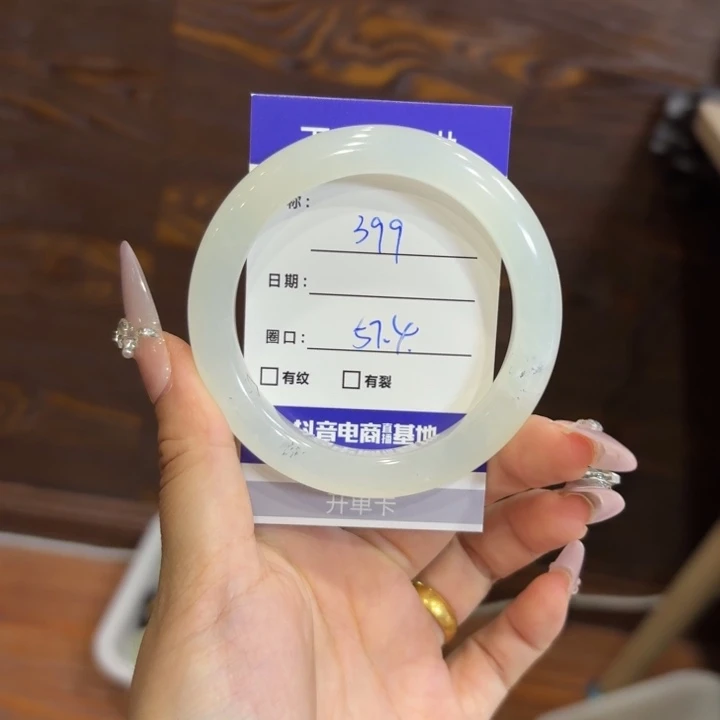 称：
399
日期：
圈口： 57.4
有纹 有裂
抖音电商直播基地
开单卡